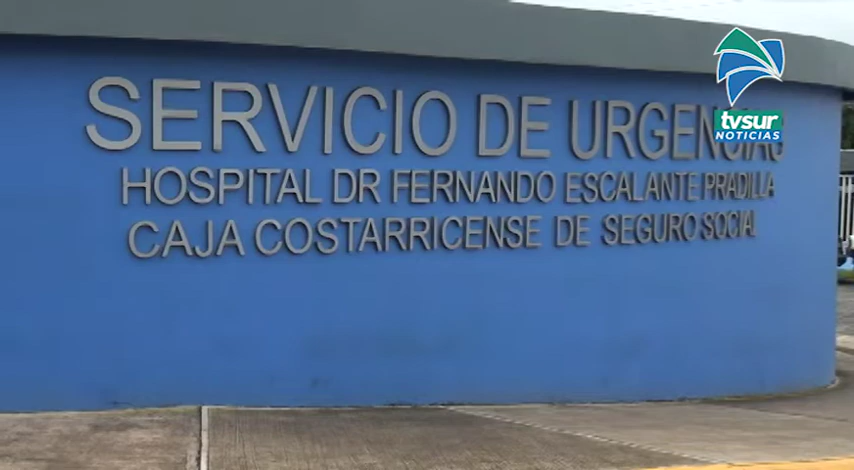 SERVICIO DE URGENCIAS
HOSPITAL DR FERNANDO ESCALANTE PRADILLA
CAJA COSTARRICENSE DE SEGURO SOCIAL
tvsur
NOTICIAS